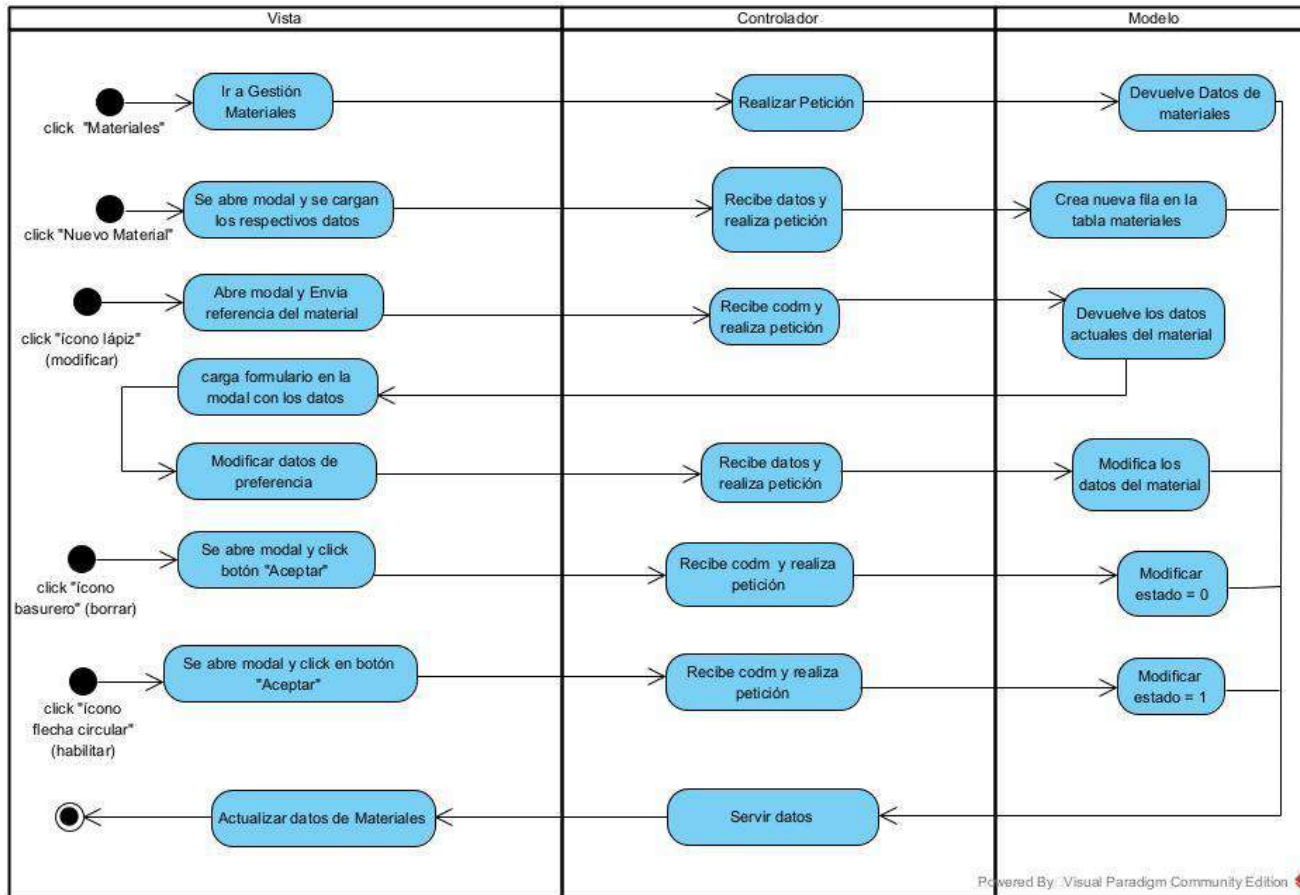 Vista
Controlador
Modelo
Ir a Gestión
Materiales
Realizar Petición
Devuelve Datos de
materiales
click "Materiales"
Se abre modal y se cargan
los respectivos datos
Recibe datos y
realiza petición
Crea nueva fila en la
tabla materiales
click "Nuevo Material"
Abre modal y Envia
referencia del material
Recibe codm y
realiza petición
Devuelve los datos
actuales del material
click "ícono lápiz"
(modificar)
carga formulario en la
modal con los datos
Modificar datos de
preferencia
Recibe datos y
realiza petición
Modifica los
datos del material
Se abre modal y click
botón "Aceptar"
Recibe codm y realiza
petición
Modificar
estado = 0
click "ícono
basurero" (borrar)
Se abre modal y click en botón
"Aceptar"
Recibe codm y realiza
petición
Modificar
estado = 1
click "ícono
flecha circular"
(habilitar)
Actualizar datos de Materiales
Servir datos
Powered By: Visual Paradigm Community Edition